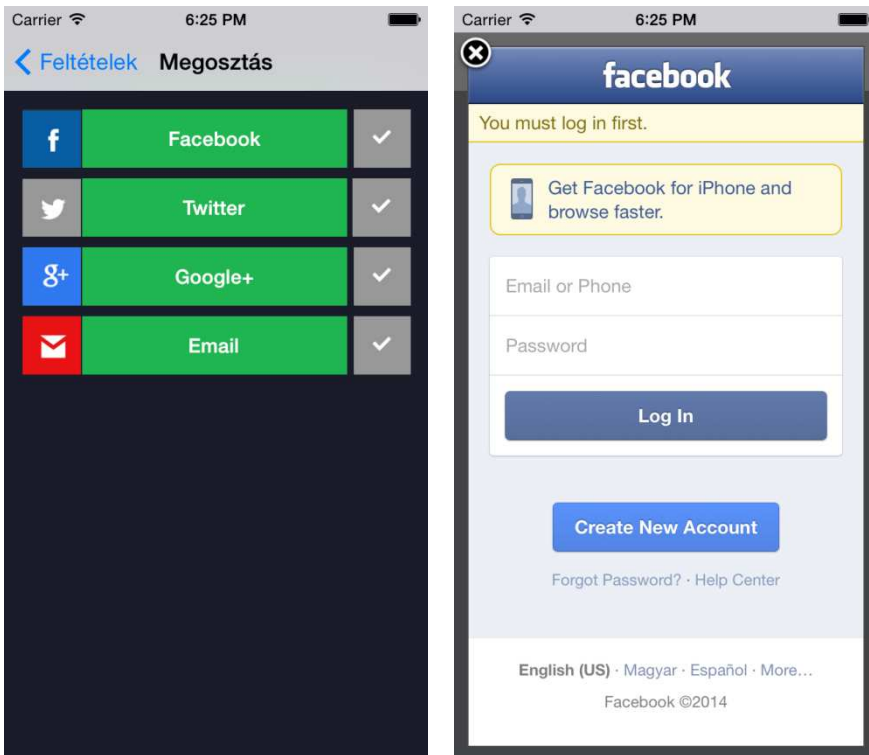 Carrier 6:25 PM
Feltételek Megosztás
f Facebook
Twitter
g+ Google+
Email
Carrier 6:25 PM
facebook
You must log in first.
Get Facebook for iPhone and
browse faster.
Email or Phone
Password
Log In
Create New Account
Forgot Password? · Help Center
English (US) · Magyar · Español · More…
Facebook ©2014